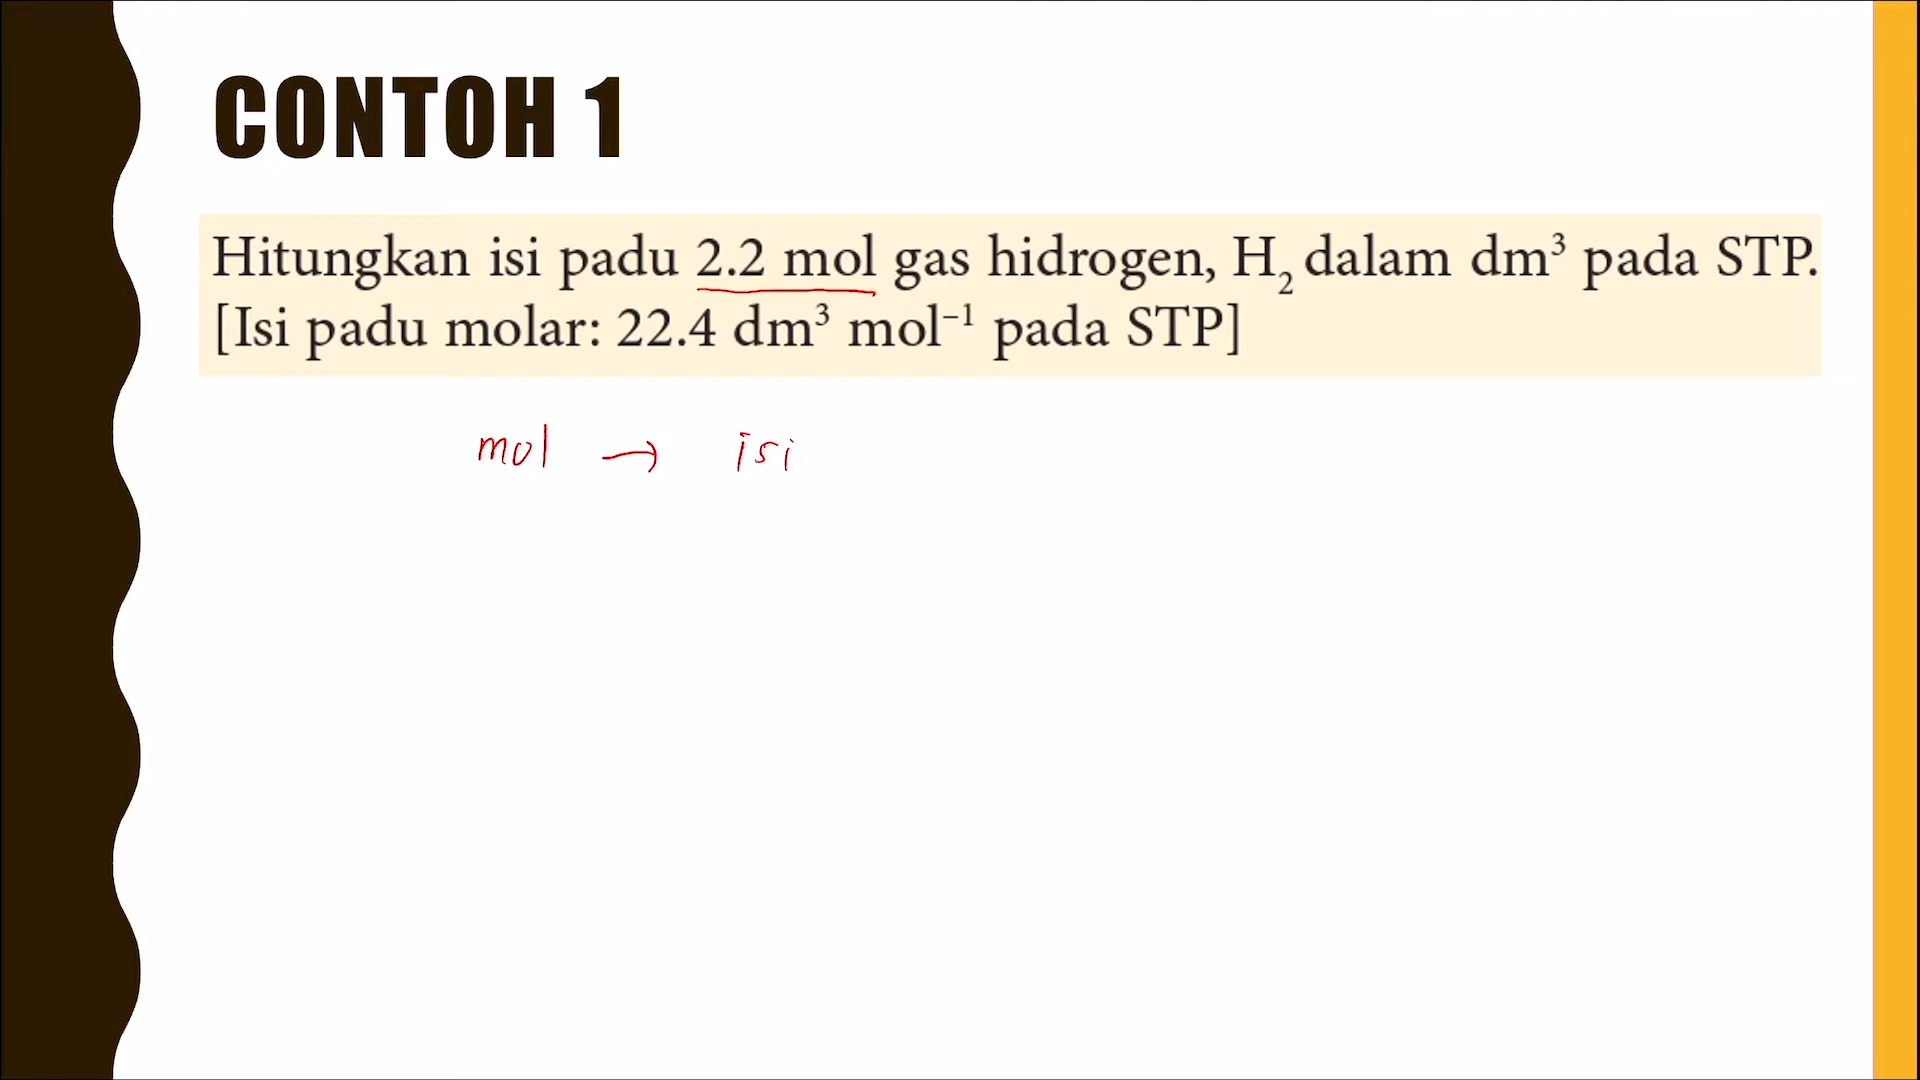 CONTOH 1
Hitungkan isi padu 2.2 mol gas hidrogen, H₂ dalam dm³ pada STP.
[Isi padu molar: 22.4 dm³ mol⁻¹ pada STP]
mol → isi